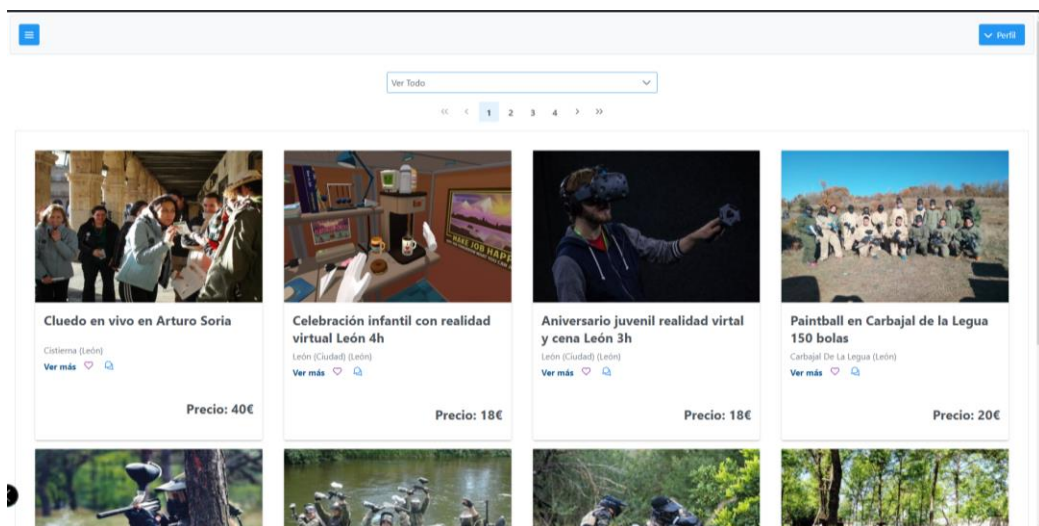 Perfil
Ver Todo
<< < 1 2 3 4 > >>
MAKE JOB HAPP
Cluedo en vivo en Arturo Soria
Cistierna (León)
Ver más
Precio: 40€
Celebración infantil con realidad
virtual León 4h
León (Ciudad) (León)
Ver más
Precio: 18€
Aniversario juvenil realidad virtal
y cena León 3h
León (Ciudad) (León)
Ver más
Precio: 18€
Paintball en Carbajal de la Legua
150 bolas
Carbajal De La Legua (León)
Ver más
Precio: 20€